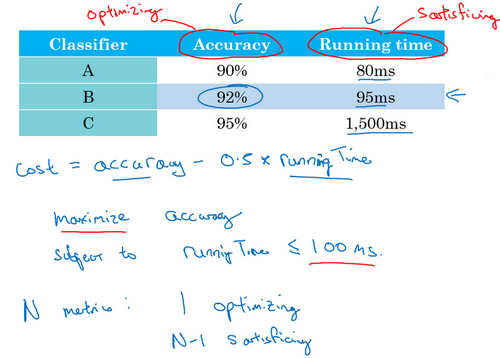 optimizing satisficing
Classifier Accuracy Running time
A 90% 80ms
B 92% 95ms
C 95% 1,500ms
cost = accuracy - 0.5 x runningTime
maximize accuracy
subject to runningTime ≤ 100 ms.
N metrics: 1 optimizing
N-1 satisficing